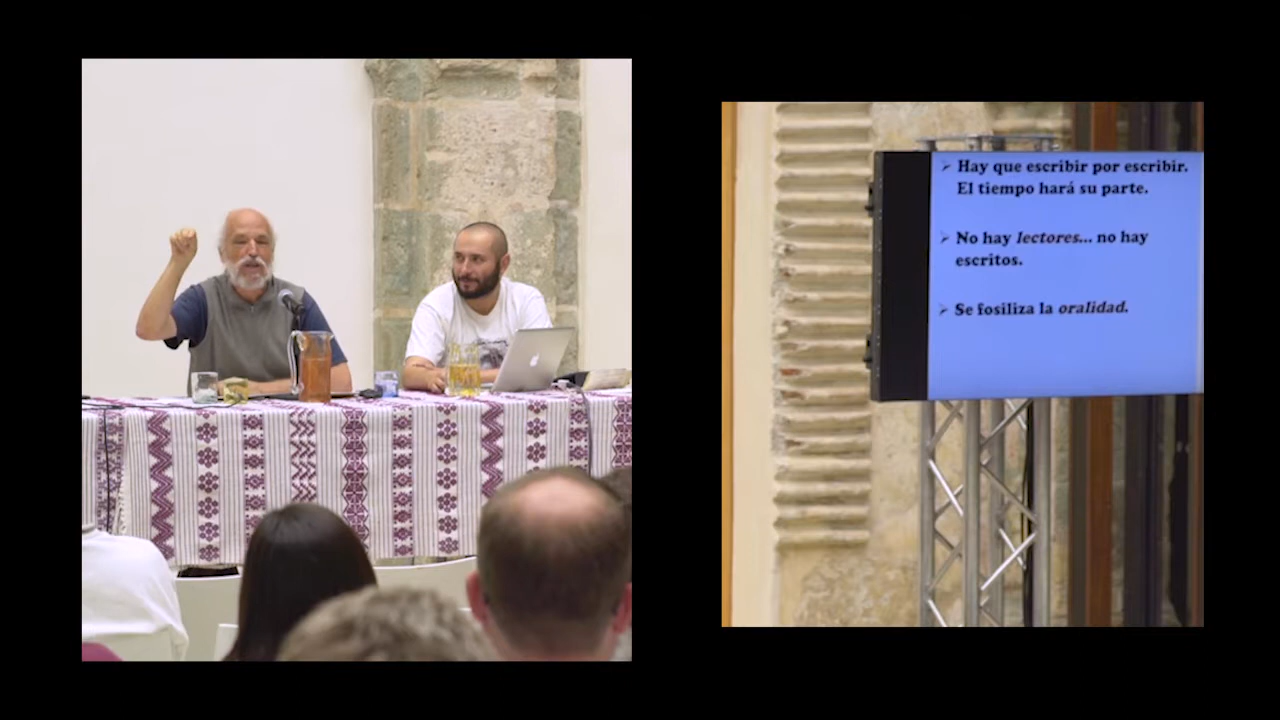 ➢ Hay que escribir por escribir.
El tiempo hará su parte.
➢ No hay lectores... no hay
escritos.
➢ Se fosiliza la oralidad.